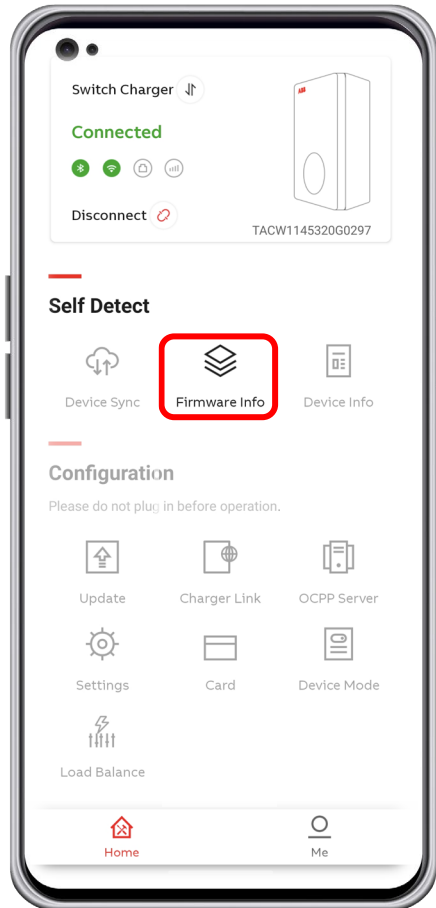 Switch Charger
Connected
Disconnect
ABB
TACW1145320G0297
Self Detect
Device Sync Firmware Info Device Info
Configuration
Please do not plug in before operation.
Update Charger Link OCPP Server
Settings Card Device Mode
Load Balance
Home Me